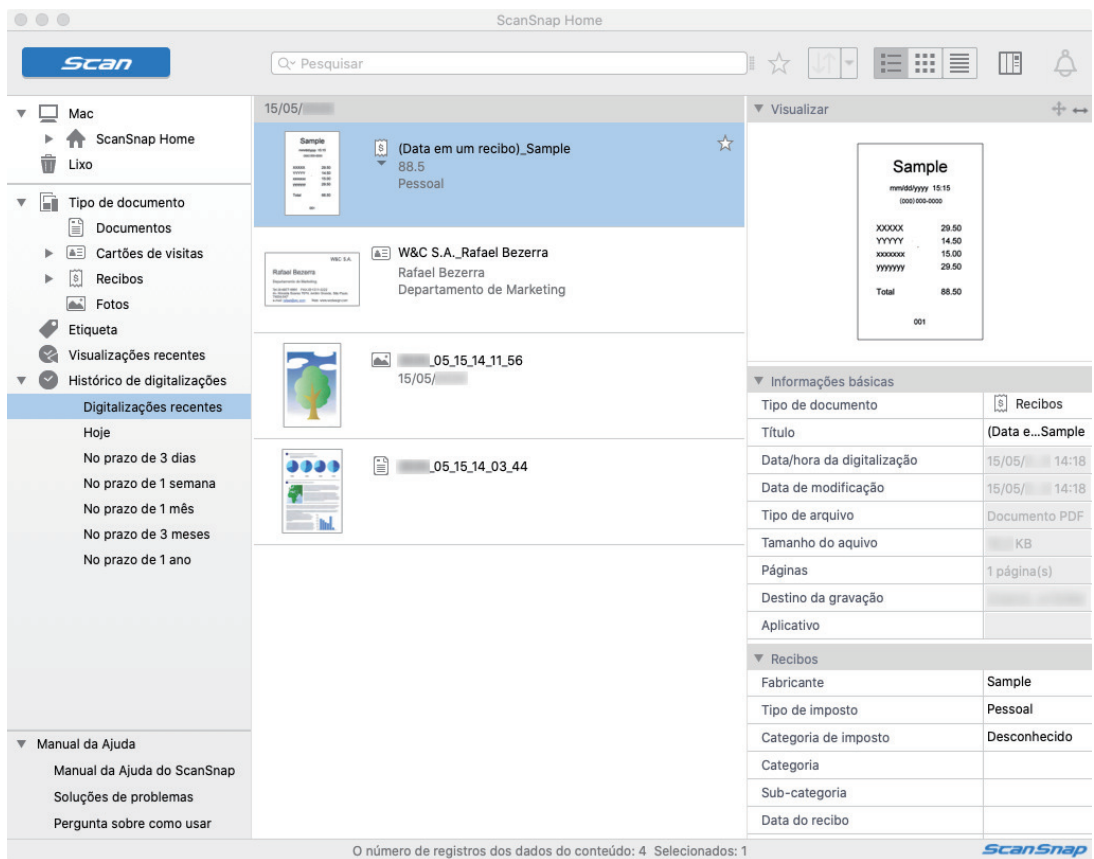 ScanSnap Home
Scan
Pesquisar
Mac
ScanSnap Home
Lixo
Tipo de documento
Documentos
Cartões de visitas
Recibos
Fotos
Etiqueta
Visualizações recentes
Histórico de digitalizações
Digitalizações recentes
Hoje
No prazo de 3 dias
No prazo de 1 semana
No prazo de 1 mês
No prazo de 3 meses
No prazo de 1 ano
Manual da Ajuda
Manual da Ajuda do ScanSnap
Soluções de problemas
Pergunta sobre como usar
15/05/
Sample
(Data em um recibo)_Sample
88.5
Pessoal
W&C S.A.
Rafael Bezerra
W&C S.A._Rafael Bezerra
Rafael Bezerra
Departamento de Marketing
_05_15_14_11_56
15/05/
_05_15_14_03_44
Visualizar
Sample
mm/dd/yyyy 15:15
(000) 000-0000
XXXXX 29.50
YYYYY 14.50
xxxxxxx 15.00
yyyyyyy 29.50
Total 88.50
001
Informações básicas
Tipo de documento Recibos
Título (Data e...Sample
Data/hora da digitalização 15/05/ 14:18
Data de modificação 15/05/ 14:18
Tipo de arquivo Documento PDF
Tamanho do aquivo KB
Páginas 1 página(s)
Destino da gravação
Aplicativo
Recibos
Fabricante Sample
Tipo de imposto Pessoal
Categoria de imposto Desconhecido
Categoria
Sub-categoria
Data do recibo
O número de registros dos dados do conteúdo: 4 Selecionados: 1
ScanSnap